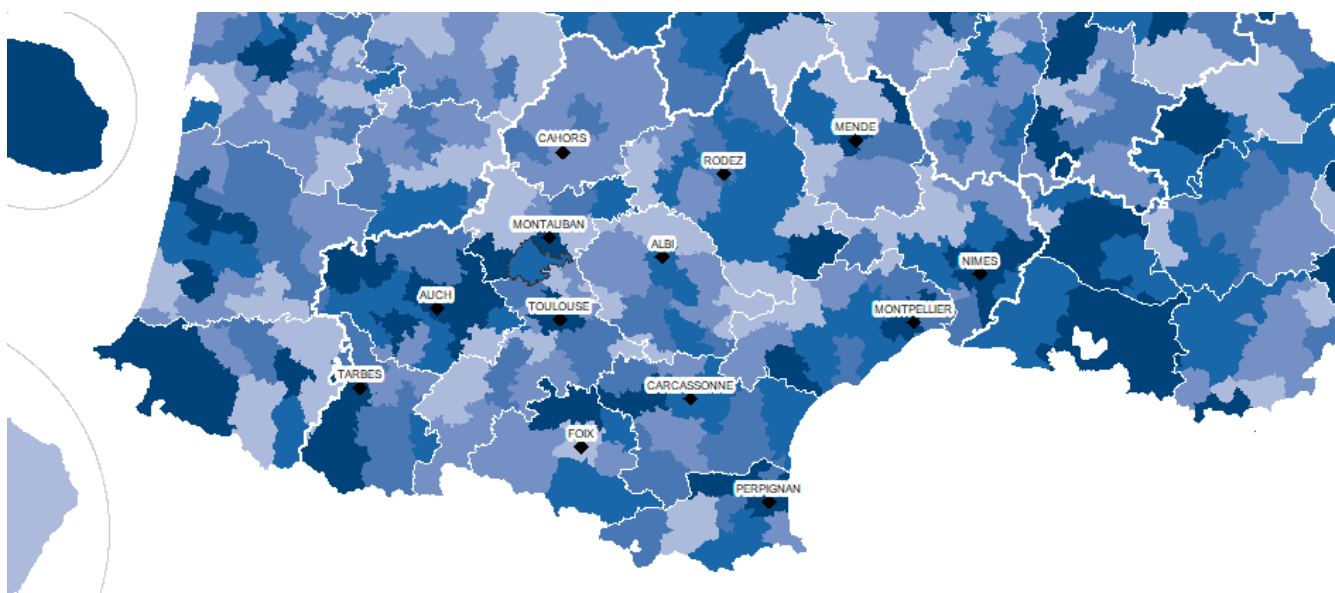 MENDE
CAHORS
RODEZ
MONTAUBAN
ALBI
NIMES
AUCH
TOULOUSE
MONTPELLIER
TARBES
CARCASSONNE
FOIX
PERPIGNAN